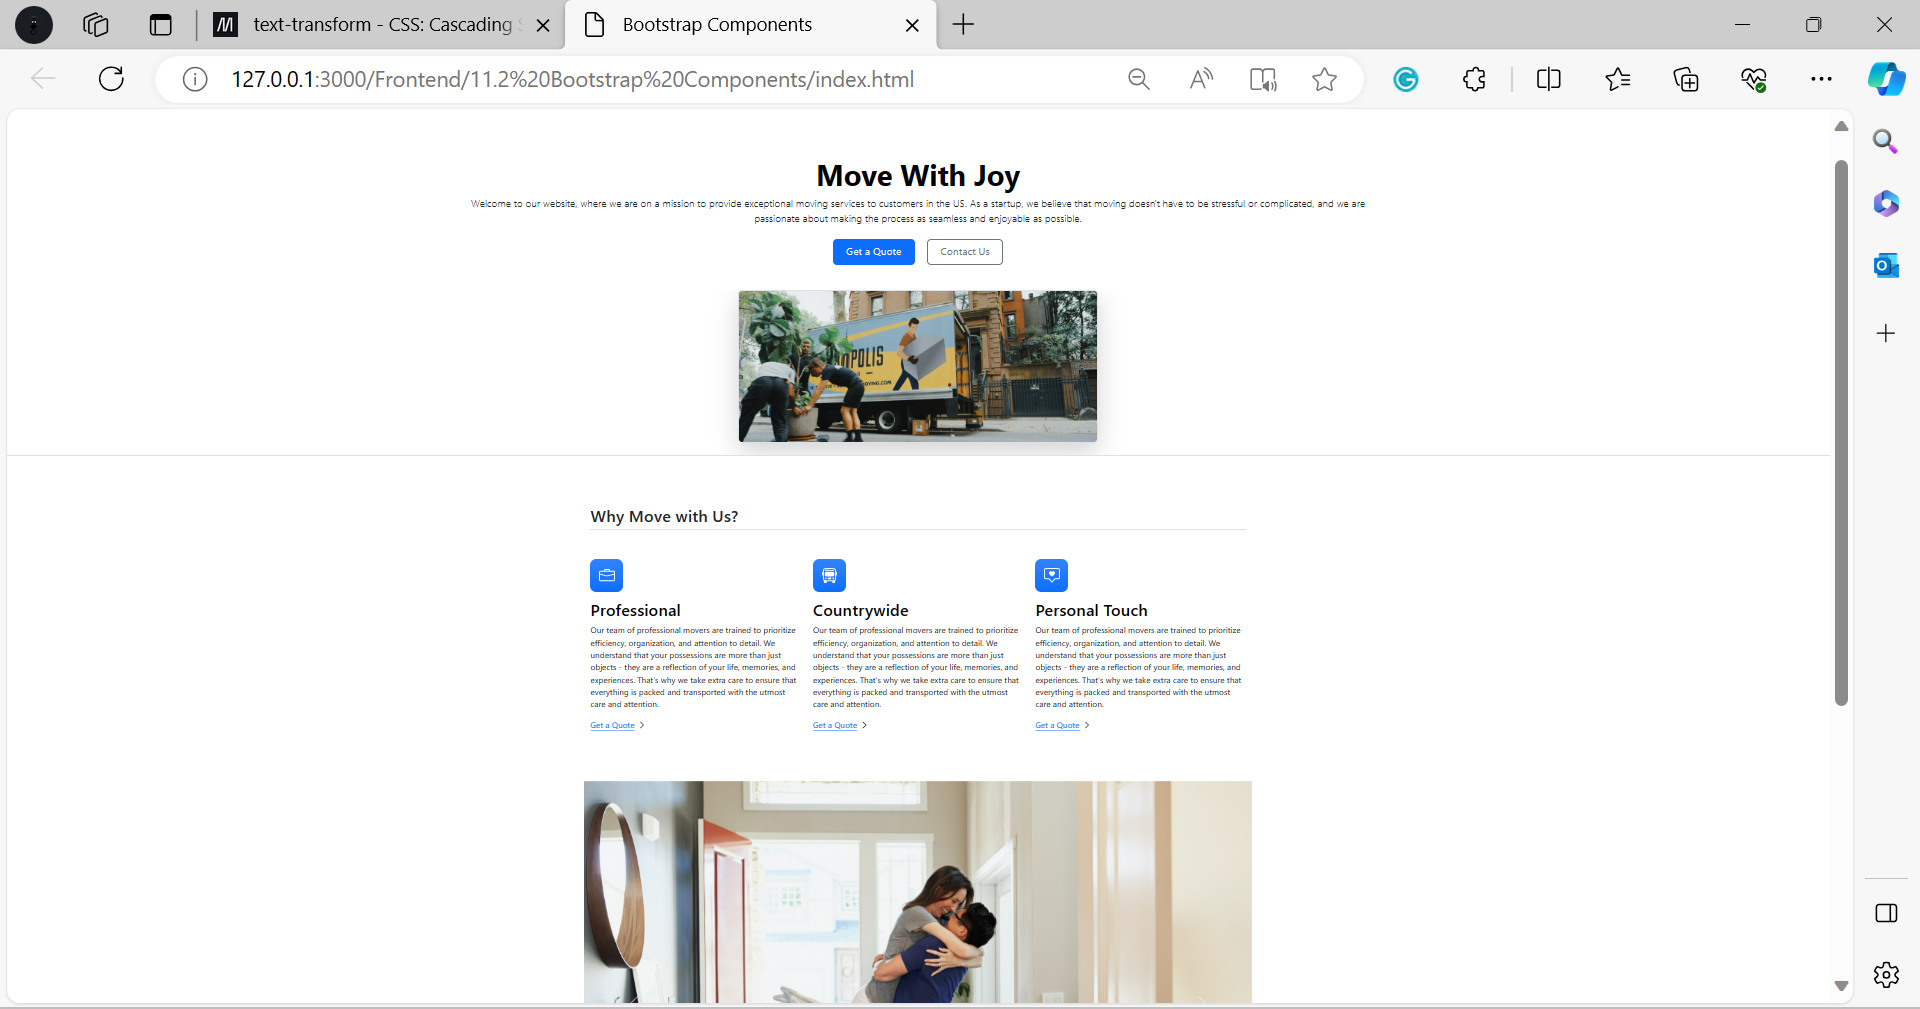 text-transform - CSS: Cascading
Bootstrap Components
127.0.0.1:3000/Frontend/11.2%20Bootstrap%20Components/index.html
Move With Joy
Welcome to our website, where we are on a mission to provide exceptional moving services to customers in the US. As a startup, we believe that moving doesn't have to be stressful or complicated, and we are
passionate about making the process as seamless and enjoyable as possible.
Get a Quote
Contact Us
Why Move with Us?
Professional
Our team of professional movers are trained to prioritize
efficiency, organization, and attention to detail. We
understand that your possessions are more than just
objects - they are a reflection of your life, memories, and
experiences. That's why we take extra care to ensure that
everything is packed and transported with the utmost
care and attention.
Get a Quote
Countrywide
Our team of professional movers are trained to prioritize
efficiency, organization, and attention to detail. We
understand that your possessions are more than just
objects - they are a reflection of your life, memories, and
experiences. That's why we take extra care to ensure that
everything is packed and transported with the utmost
care and attention.
Get a Quote
Personal Touch
Our team of professional movers are trained to prioritize
efficiency, organization, and attention to detail. We
understand that your possessions are more than just
objects - they are a reflection of your life, memories, and
experiences. That's why we take extra care to ensure that
everything is packed and transported with the utmost
care and attention.
Get a Quote